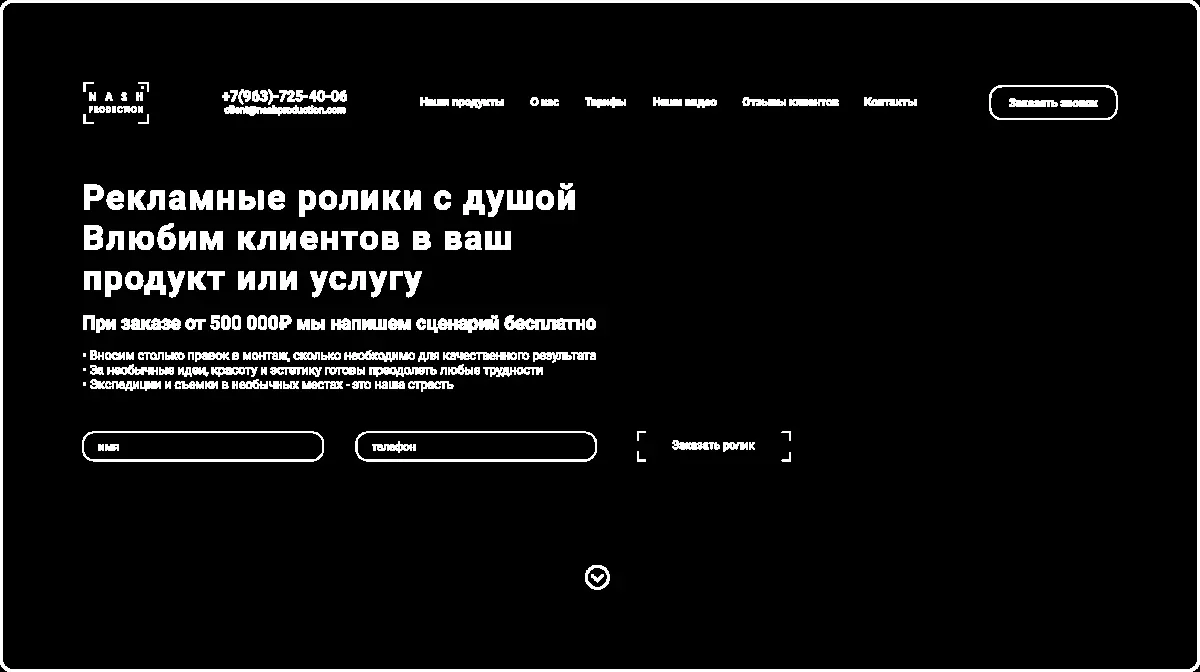 NASH
PRODUCTION
+7(963)-725-40-06
client@nashproduction.com
Наши продукты О нас Тарифы Наши видео Отзывы клиентов Контакты
Заказать звонок
Рекламные ролики с душой
Влюбим клиентов в ваш
продукт или услугу
При заказе от 500 000₽ мы напишем сценарий бесплатно
• Вносим столько правок в монтаж, сколько необходимо для качественного результата
• За необычные идеи, красоту и эстетику готовы преодолеть любые трудности
• Экспедиции и съемки в необычных местах - это наша страсть
имя
телефон
Заказать ролик